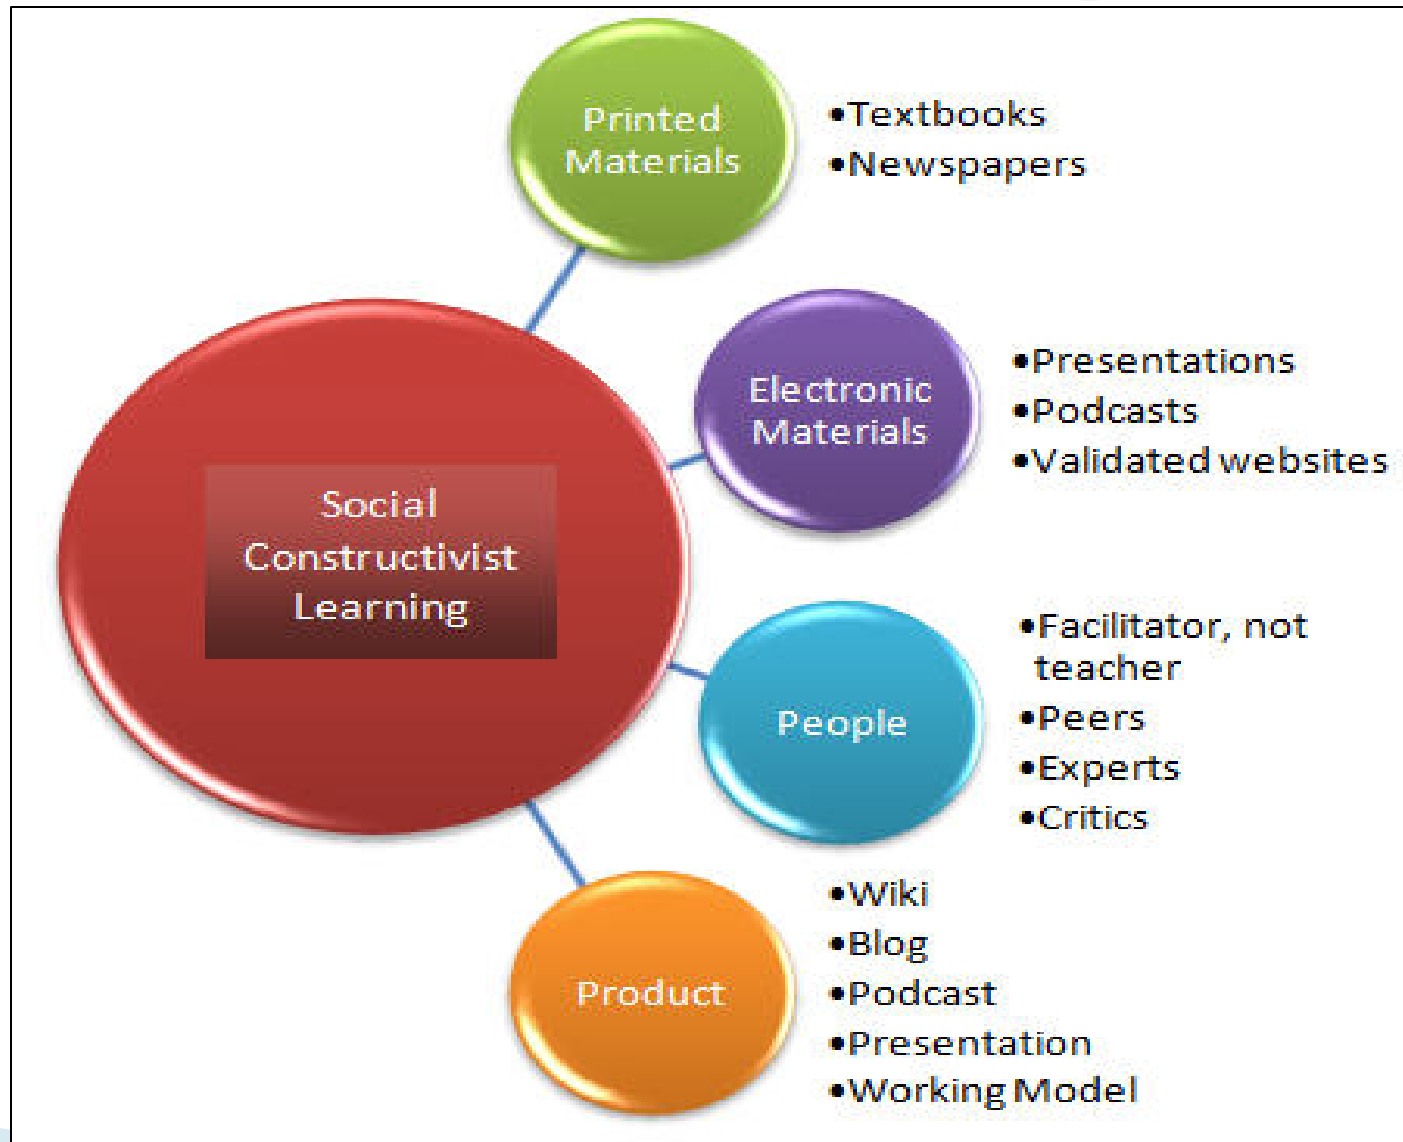 Printed
Materials
•Textbooks
•Newspapers
Electronic
Materials
•Presentations
•Podcasts
•Validated websites
Social
Constructivist
Learning
People
•Facilitator, not
teacher
•Peers
•Experts
•Critics
Product
•Wiki
•Blog
•Podcast
•Presentation
•Working Model